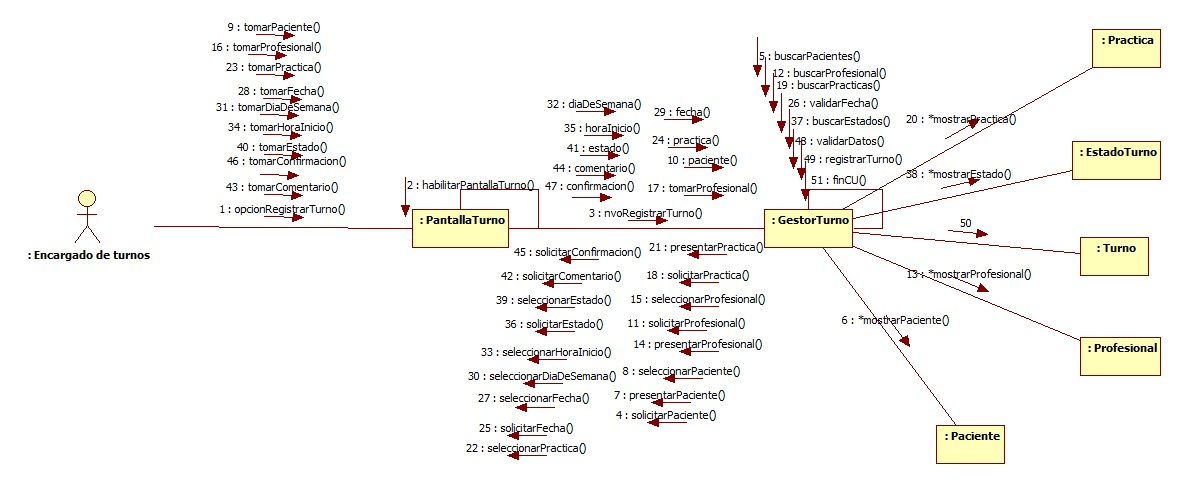 9 : tomarPaciente()
16 : tomarProfesional()
23 : tomarPractica()
28 : tomarFecha()
31 : tomarDiaDeSemana()
34 : tomarHoraInicio()
40 : tomarEstado()
46 : tomarConfirmacion()
43 : tomarComentario()
1 : opcionRegistrarTurno()
: Encargado de turnos
2 : habilitarPantallaTurno()
: PantallaTurno
32 : diaDeSemana()
35 : horaInicio()
41 : estado()
44 : comentario()
47 : confirmacion()
29 : fecha()
24 : practica()
10 : paciente()
17 : tomarProfesional()
3 : nvoRegistrarTurno()
45 : solicitarConfirmacion()
42 : solicitarComentario()
39 : seleccionarEstado()
36 : solicitarEstado()
33 : seleccionarHoraInicio()
30 : seleccionarDiaDeSemana()
27 : seleccionarFecha()
25 : solicitarFecha()
22 : seleccionarPractica()
21 : presentarPractica()
18 : solicitarPractica()
15 : seleccionarProfesional()
11 : solicitarProfesional()
14 : presentarProfesional()
8 : seleccionarPaciente()
7 : presentarPaciente()
4 : solicitarPaciente()
5 : buscarPacientes()
12 : buscarProfesional()
19 : buscarPracticas()
26 : validarFecha()
37 : buscarEstados()
48 : validarDatos()
49 : registrarTurno()
51 : finCU()
: GestorTurno
20 : *mostrarPractica()
38 : *mostrarEstado()
50
13 : *mostrarProfesional()
6 : *mostrarPaciente()
: Practica
: EstadoTurno
: Turno
: Profesional
: Paciente